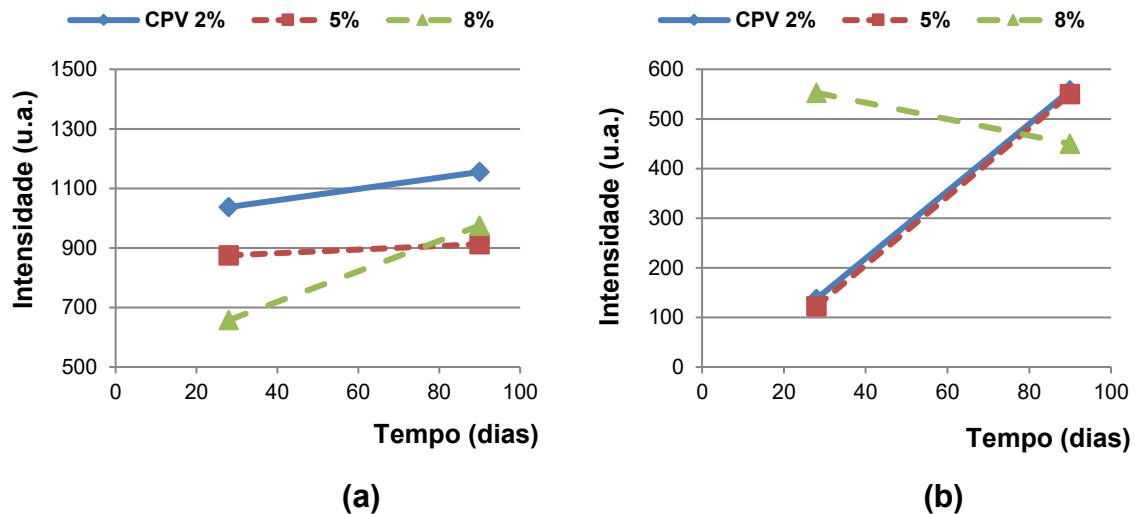 CPV 2% 5% 8%
1500
1300
1100
900
700
500
0 20 40 60 80 100
Intensidade (u.a.)
Tempo (dias)
(a)
CPV 2% 5% 8%
600
500
400
300
200
100
0
0 20 40 60 80 100
Intensidade (u.a.)
Tempo (dias)
(b)